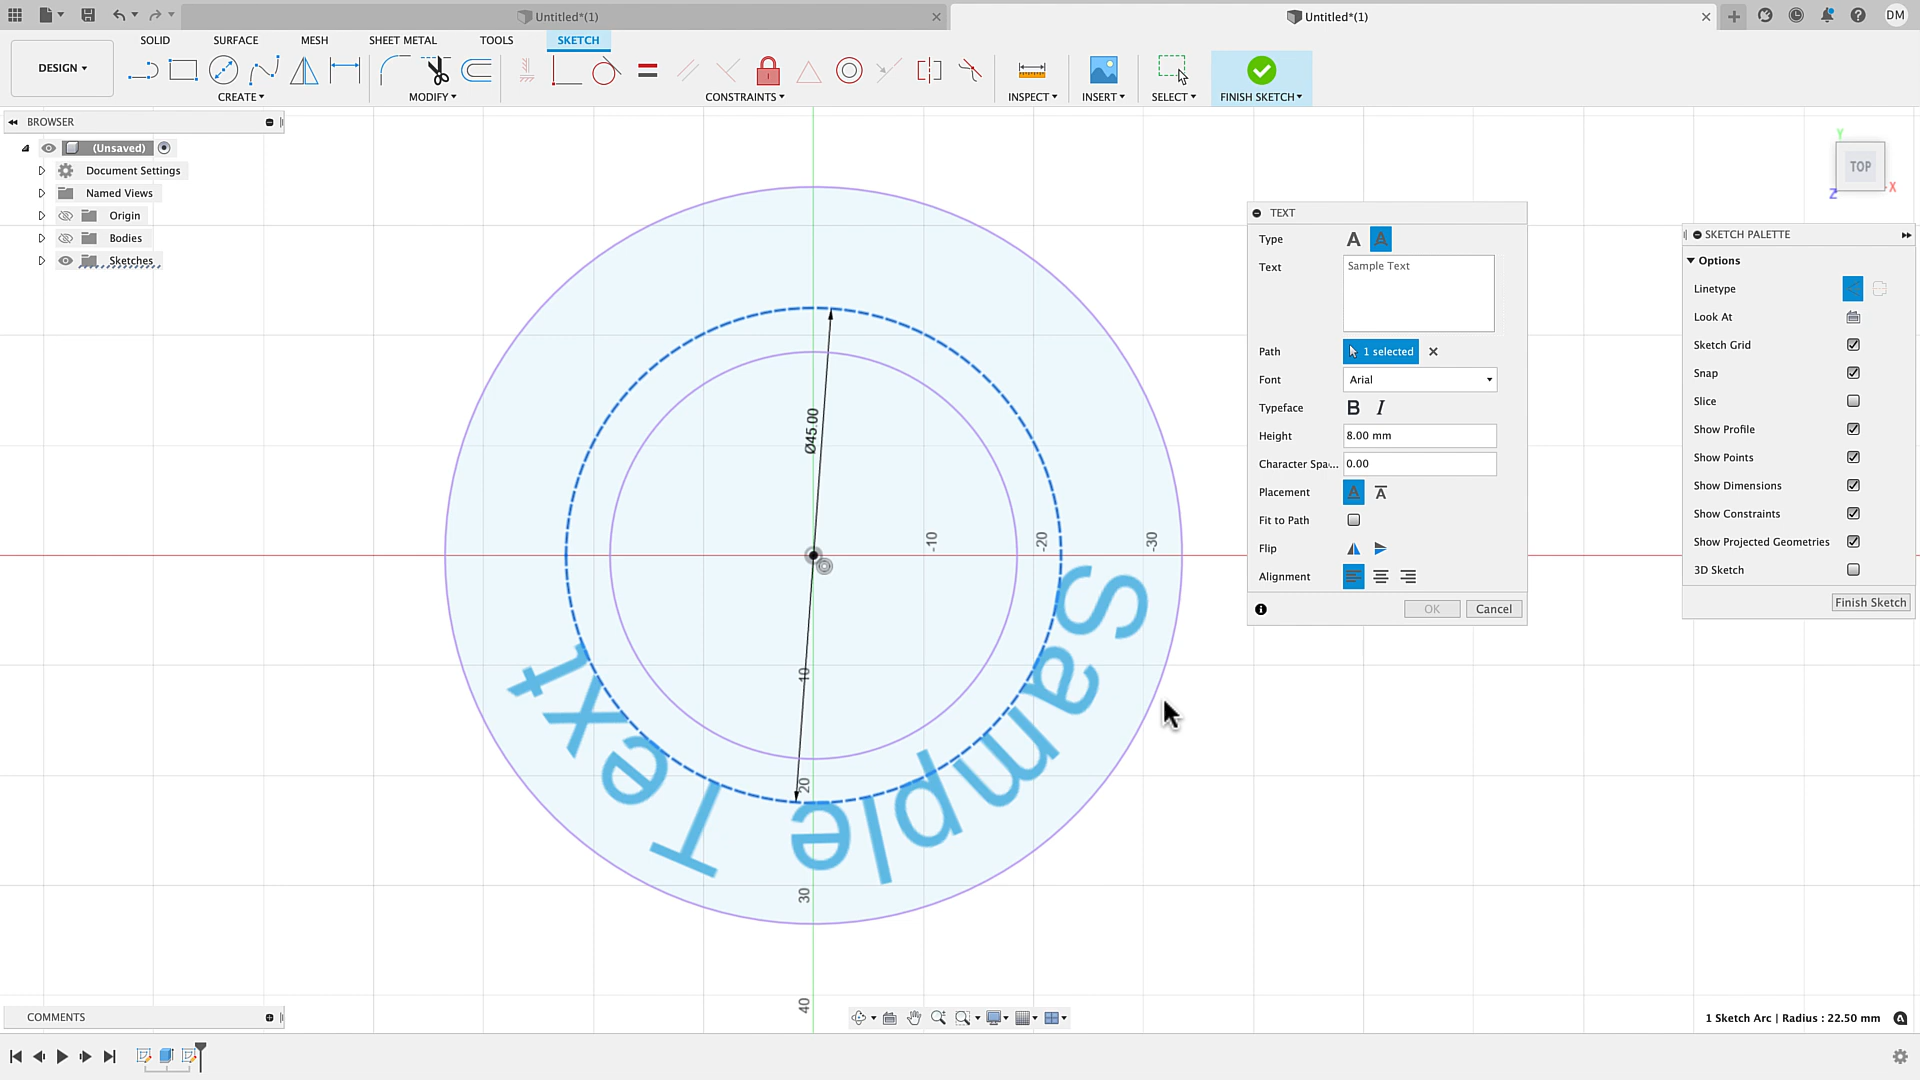 Untitled*(1)
Untitled*(1)
DM
DESIGN
SOLID
SURFACE
MESH
SHEET METAL
TOOLS
SKETCH
CREATE
MODIFY
CONSTRAINTS
INSPECT
INSERT
SELECT
FINISH SKETCH
BROWSER
(Unsaved)
Document Settings
Named Views
Origin
Bodies
Sketches
Y
TOP
Z
X
Ø45.00
-10
-20
-30
10
20
30
40
Sample Text
TEXT
Type A A
Text Sample Text
Path 1 selected
Font Arial
Typeface B I
Height 8.00 mm
Character Spa... 0.00
Placement A A
Fit to Path
Flip
Alignment
OK Cancel
SKETCH PALETTE
Options
Linetype
Look At
Sketch Grid
Snap
Slice
Show Profile
Show Points
Show Dimensions
Show Constraints
Show Projected Geometries
3D Sketch
Finish Sketch
COMMENTS
1 Sketch Arc | Radius : 22.50 mm